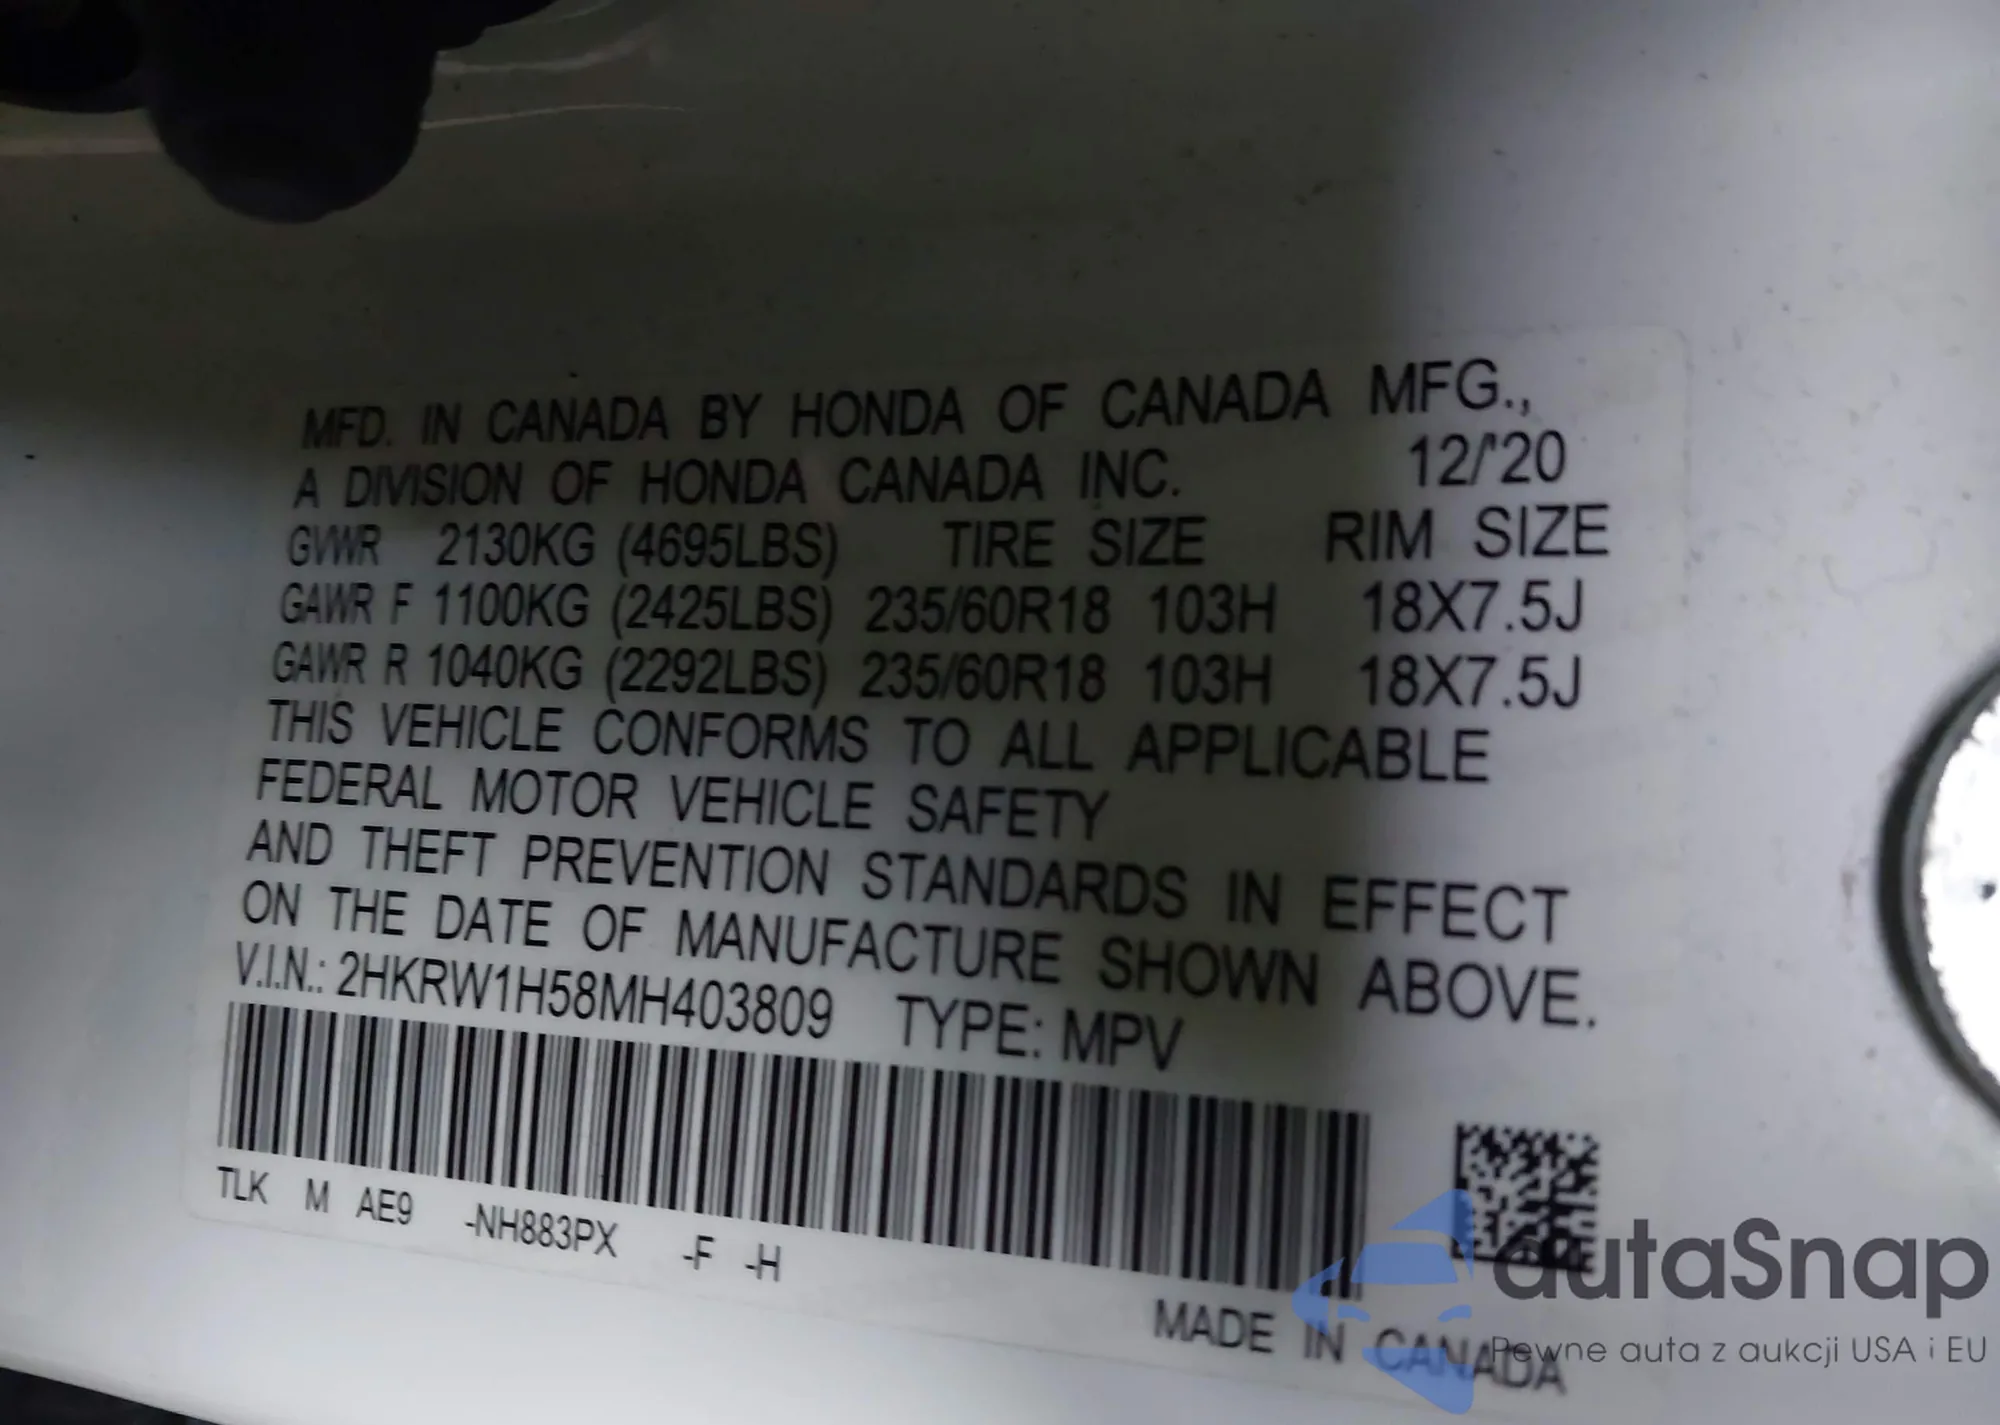 MFD. IN CANADA BY HONDA OF CANADA MFG.,
A DIVISION OF HONDA CANADA INC. 12/'20
GVWR 2130KG (4695LBS) TIRE SIZE RIM SIZE
GAWR F 1100KG (2425LBS) 235/60R18 103H 18X7.5J
GAWR R 1040KG (2292LBS) 235/60R18 103H 18X7.5J
THIS VEHICLE CONFORMS TO ALL APPLICABLE
FEDERAL MOTOR VEHICLE SAFETY
AND THEFT PREVENTION STANDARDS IN EFFECT
ON THE DATE OF MANUFACTURE SHOWN ABOVE.
V.I.N.: 2HKRW1H58MH403809 TYPE: MPV
TLK M AE9 -NH883PX -F -H
MADE IN CANADA
autaSnap
Pewne auta z aukcji USA i EU